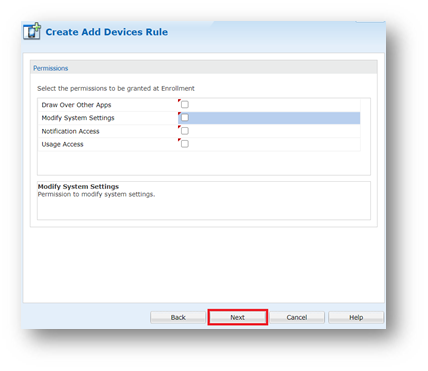 Create Add Devices Rule
Permissions
Select the permissions to be granted at Enrollment
Draw Over Other Apps
Modify System Settings
Notification Access
Usage Access
Modify System Settings
Permission to modify system settings.
Back Next Cancel Help